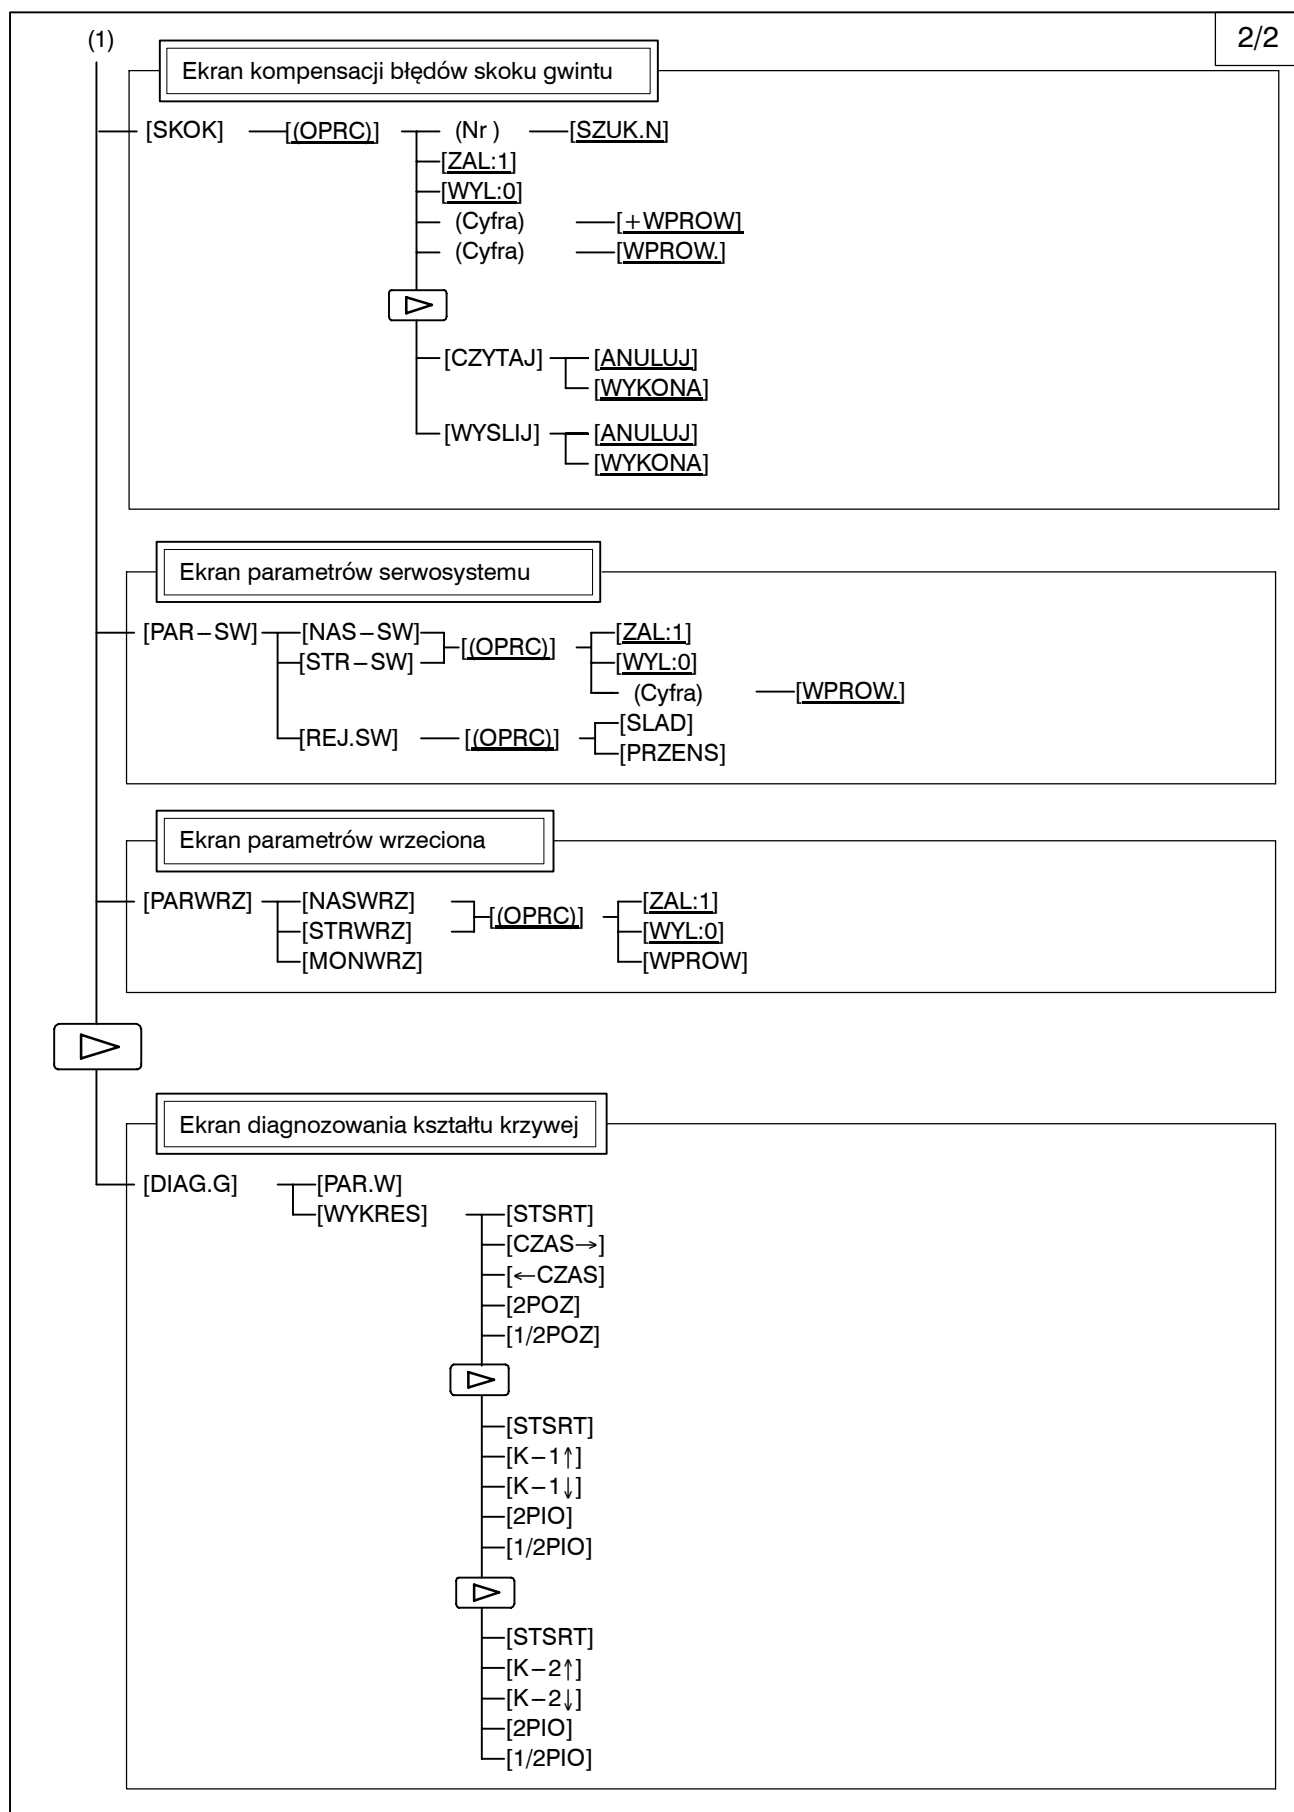 (1)
2/2
Ekran kompensacji błędów skoku gwintu
[SKOK] [(OPRC)] (Nr ) [SZUK.N]
[ZAL:1]
[WYL:0]
(Cyfra) [+WPROW]
(Cyfra) [WPROW.]
[CZYTAJ] [ANULUJ]
[WYKONA]
[WYSLIJ] [ANULUJ]
[WYKONA]
Ekran parametrów serwosystemu
[PAR–SW] [NAS–SW] [(OPRC)] [ZAL:1]
[STR–SW] [WYL:0]
(Cyfra) [WPROW.]
[REJ.SW] [(OPRC)] [SLAD]
[PRZENS]
Ekran parametrów wrzeciona
[PARWRZ] [NASWRZ] [(OPRC)] [ZAL:1]
[STRWRZ] [WYL:0]
[MONWRZ] [WPROW]
Ekran diagnozowania kształtu krzywej
[DIAG.G] [PAR.W]
[WYKRES] [STSRT]
[CZAS→]
[←CZAS]
[2POZ]
[1/2POZ]
[STSRT]
[K–1↑]
[K–1↓]
[2PIO]
[1/2PIO]
[STSRT]
[K–2↑]
[K–2↓]
[2PIO]
[1/2PIO]